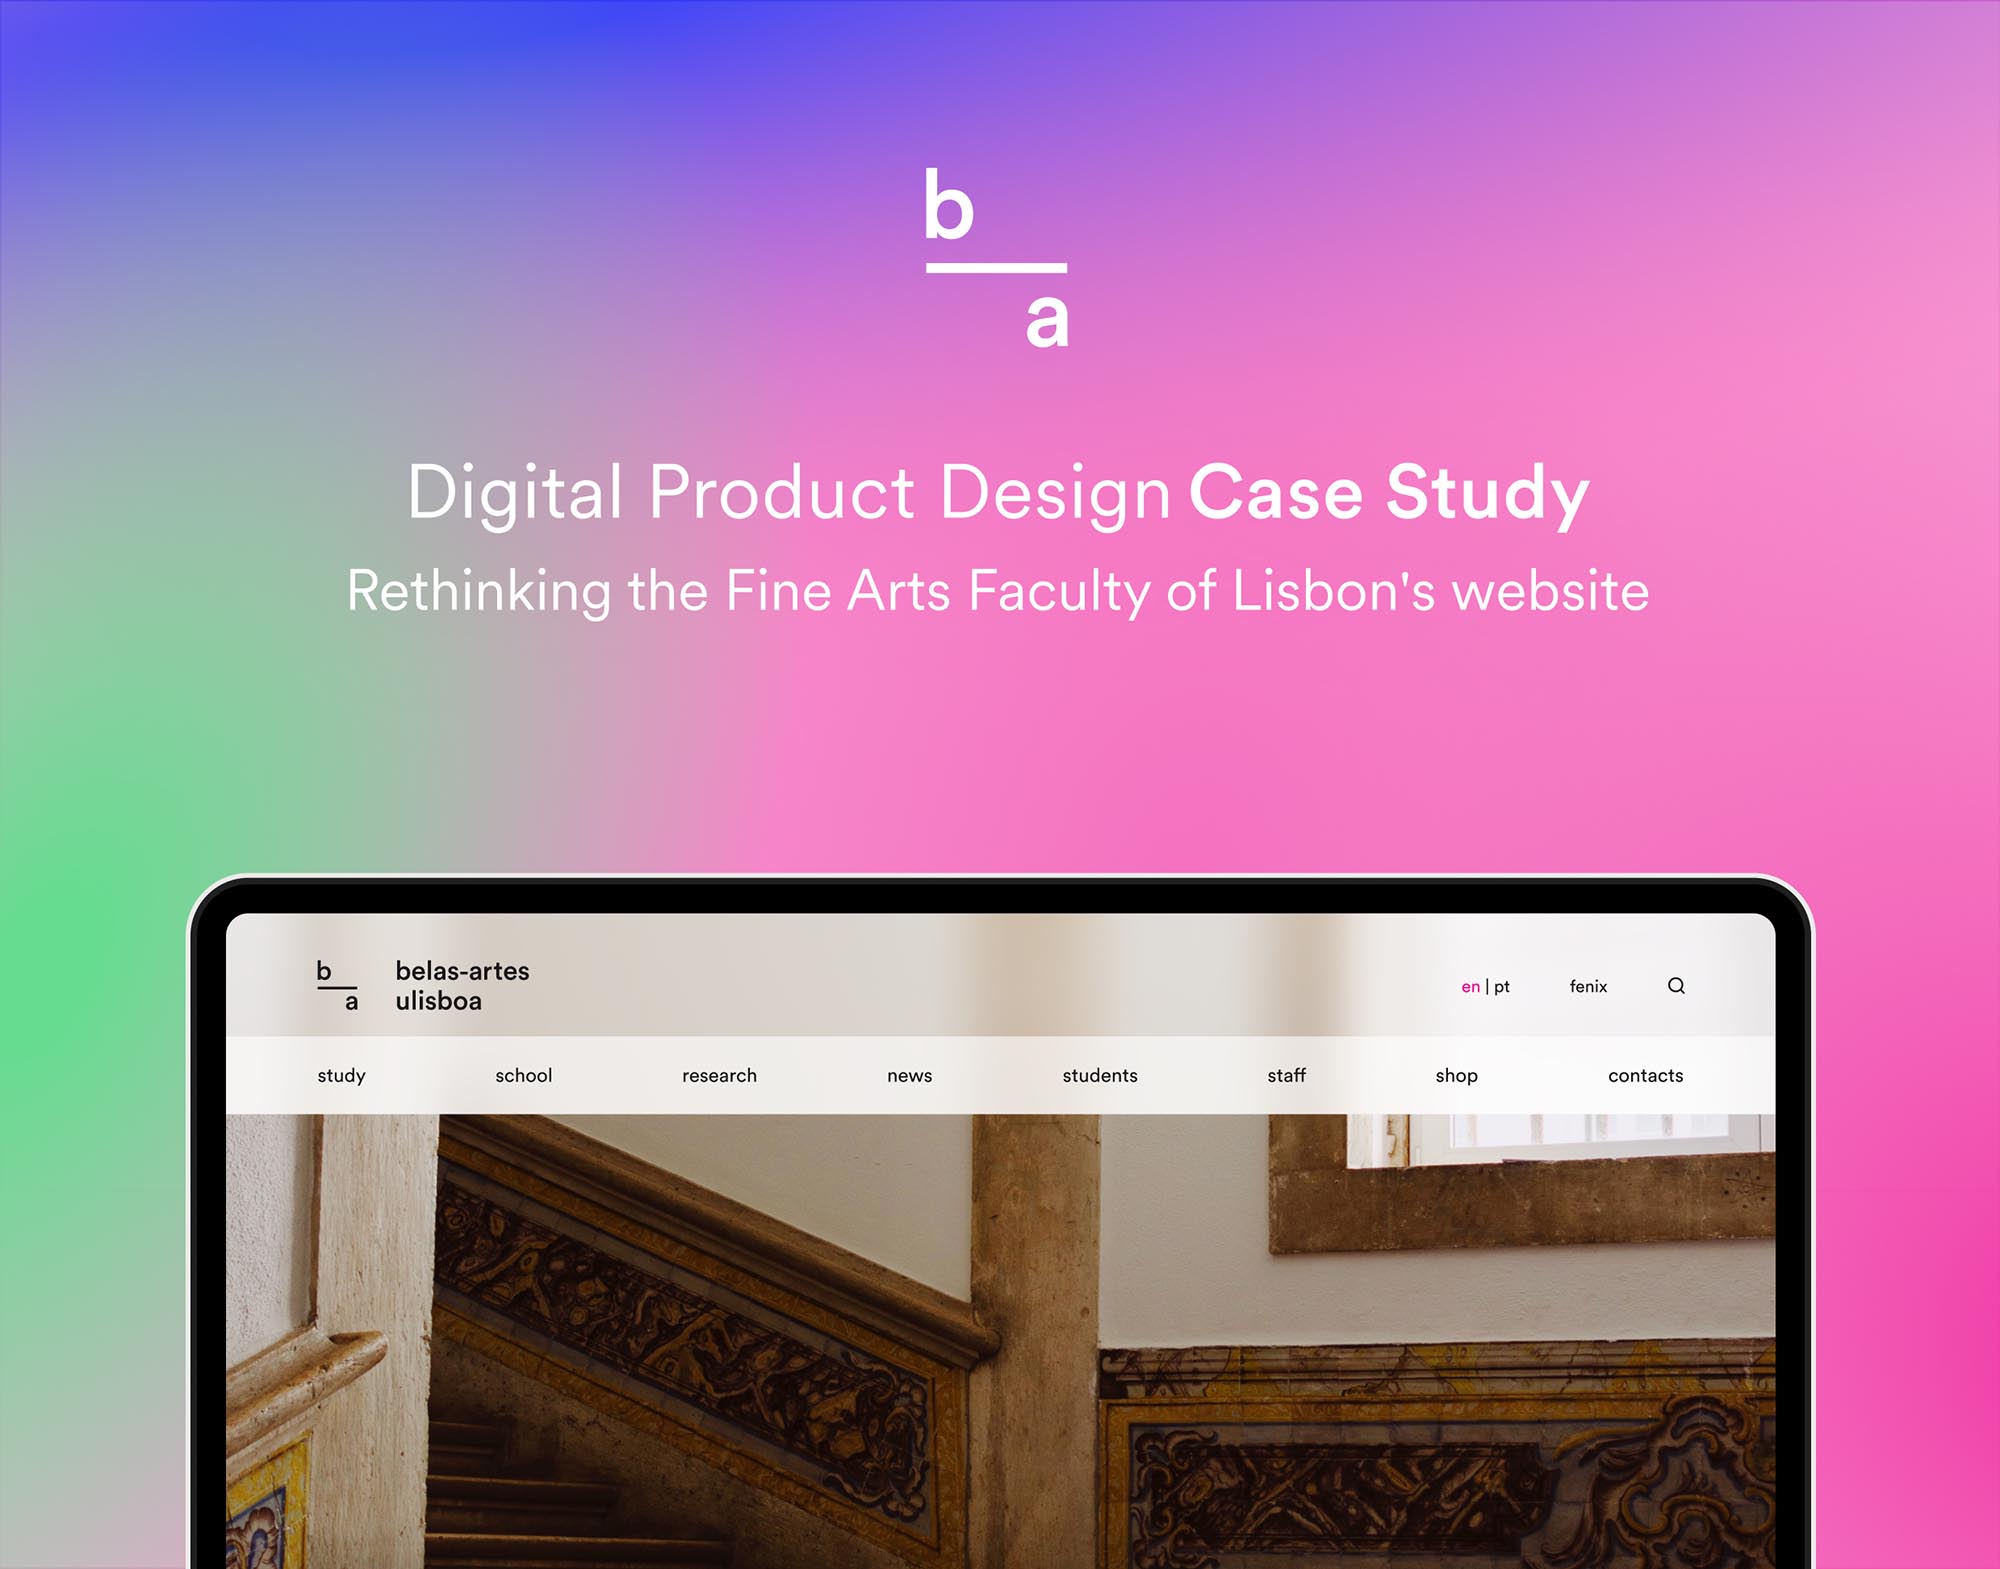 b
a
Digital Product Design Case Study
Rethinking the Fine Arts Faculty of Lisbon's website
b
a
belas-artes
ulisboa
en | pt
fenix
study
school
research
news
students
staff
shop
contacts